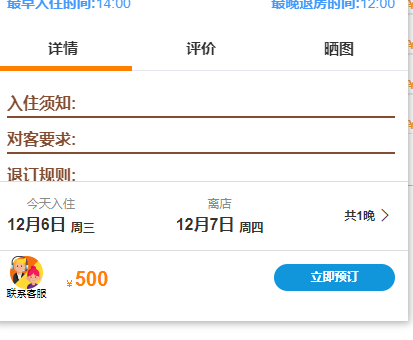 最早入住时间:14:00 最晚退房时间:12:00
详情 评价 晒图
入住须知:
对客要求:
退订规则:
今天入住 离店
12月6日 周三 12月7日 周四 共1晚
联系客服 ¥500 立即预订